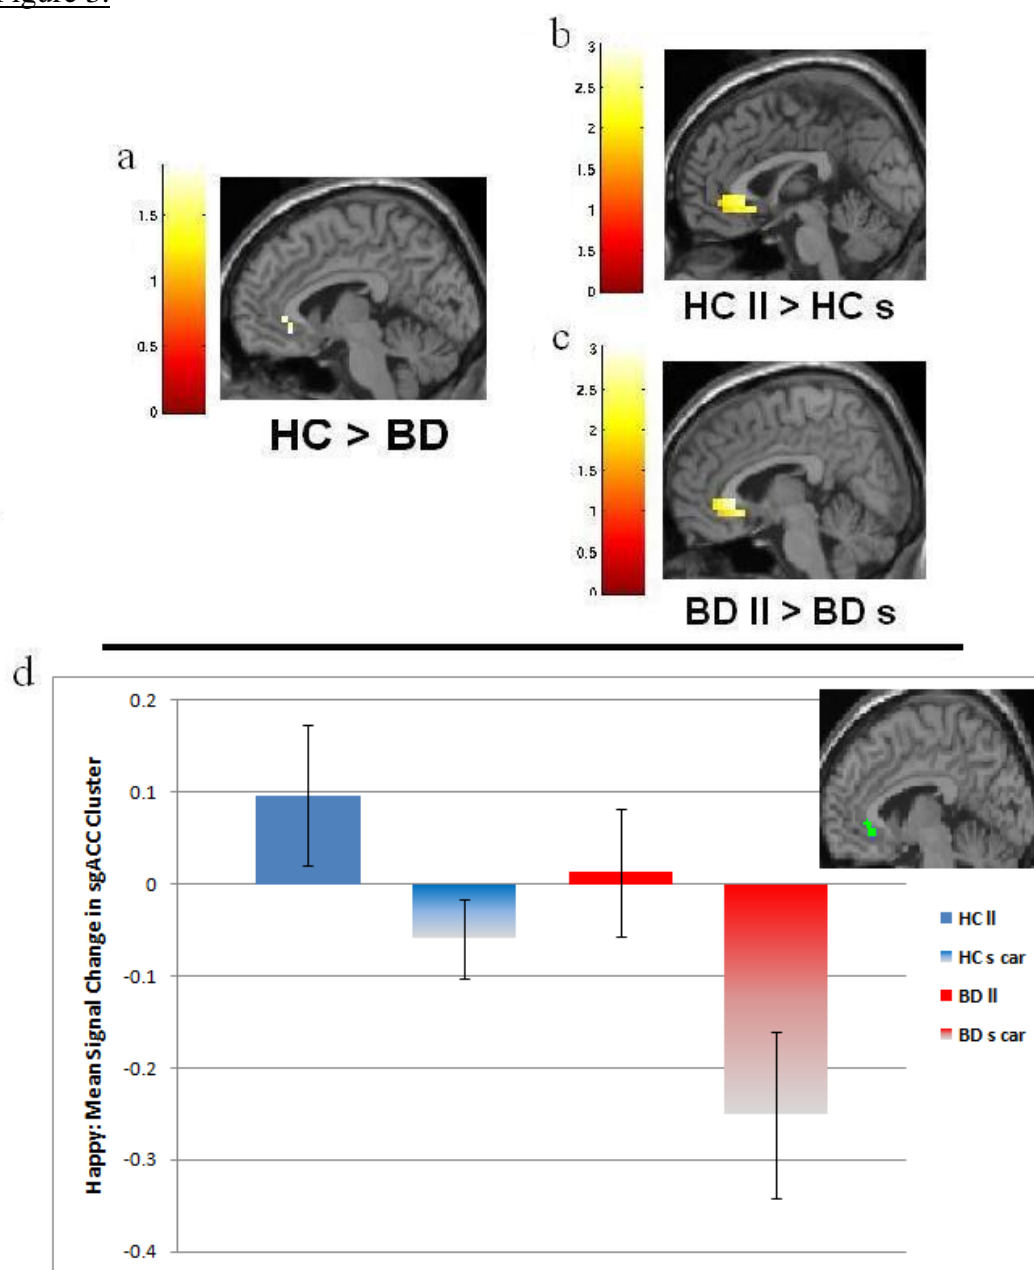 Figure 3:
a
1.5
1
0.5
0
HC > BD
b
3
2.5
2
1.5
1
0.5
0
HC ll > HC s
c
3
2.5
2
1.5
1
0.5
0
BD ll > BD s
d
Happy: Mean Signal Change in sgACC Cluster
0.2
0.1
0
-0.1
-0.2
-0.3
-0.4
HC ll
HC s car
BD ll
BD s car